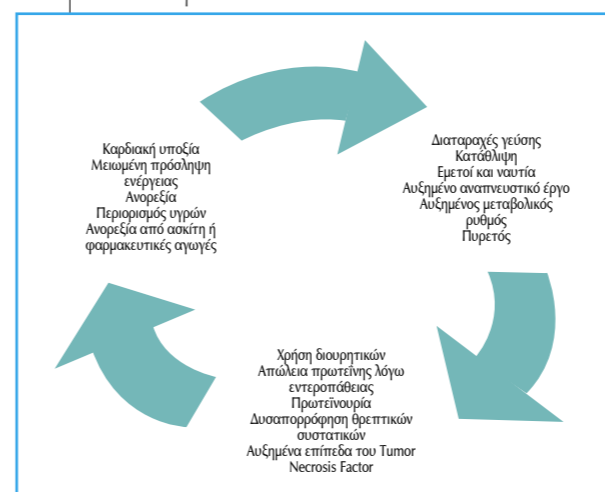 Καρδιακή υποξία
Μειωμένη πρόσληψη
ενέργειας
Ανορεξία
Περιορισμός υγρών
Ανορεξία από ασκίτη ή
φαρμακευτικές αγωγές
Διαταραχές γεύσης
Κατάθλιψη
Εμετοί και ναυτία
Αυξημένο αναπνευστικό έργο
Αυξημένος μεταβολικός
ρυθμός
Πυρετός
Χρήση διουρητικών
Απώλεια πρωτεΐνης λόγω
εντεροπάθειας
Πρωτεϊνουρία
Δυσαπορρόφηση θρεπτικών
συστατικών
Αυξημένα επίπεδα του Tumor
Necrosis Factor